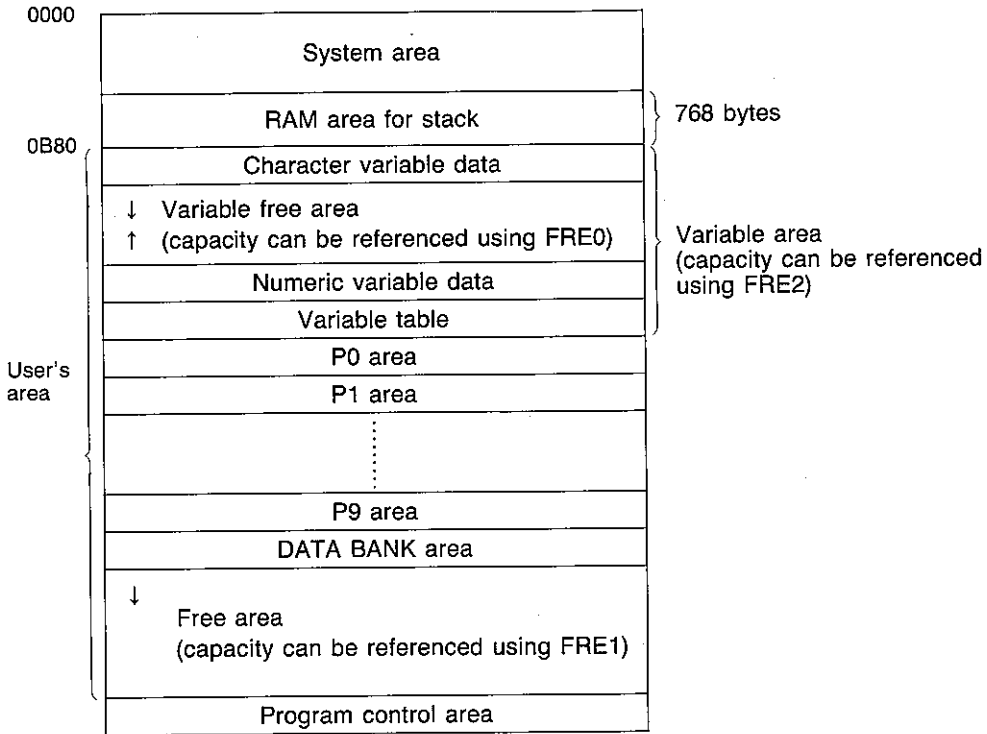 0000
System area
RAM area for stack
768 bytes
0B80
Character variable data
↓ Variable free area
↑ (capacity can be referenced using FRE0)
Variable area
(capacity can be referenced
using FRE2)
Numeric variable data
Variable table
P0 area
User's
area
P1 area
P9 area
DATA BANK area
↓
Free area
(capacity can be referenced using FRE1)
Program control area